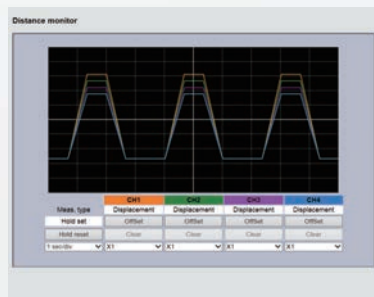 Distance monitor
CH1 CH2 CH3 CH4
Meas. type Displacement Displacement Displacement Displacement
Hold set OffSet OffSet OffSet OffSet
Hold reset Clear Clear Clear Clear
1 sec/div X1 X1 X1 X1